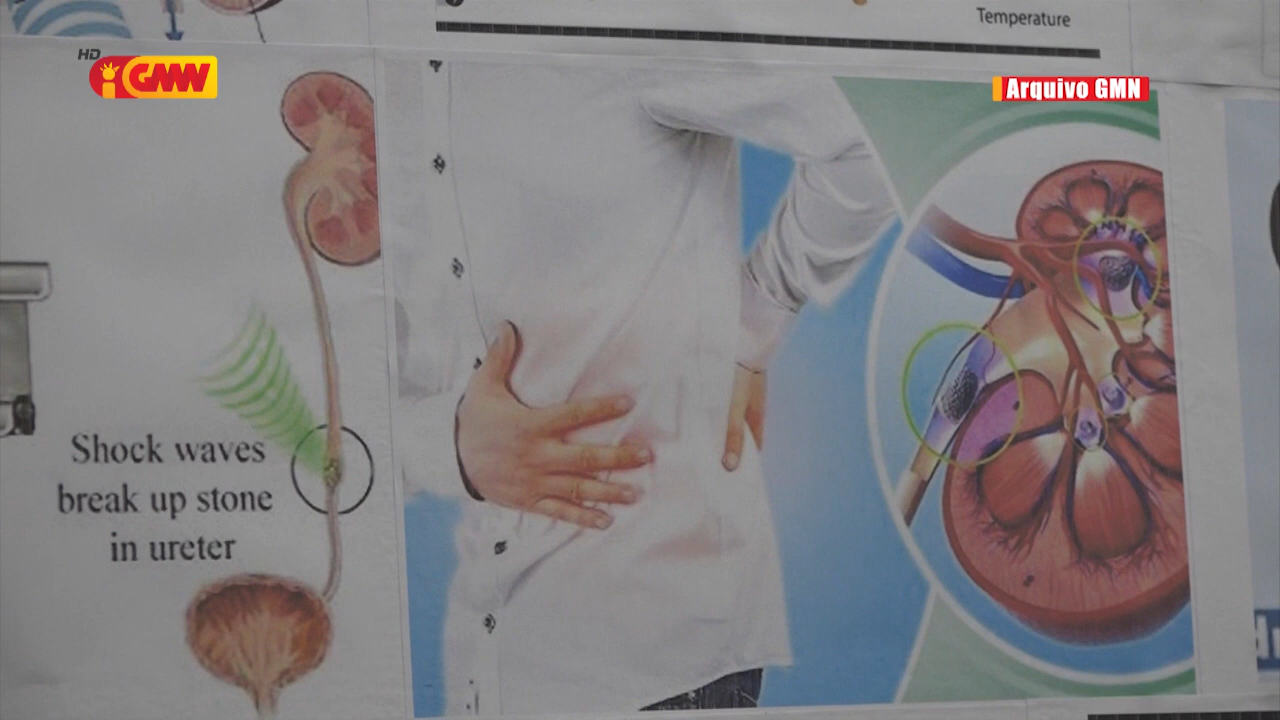 Temperature
HD
GMN
Arquivo GMN
Shock waves
break up stone
in ureter